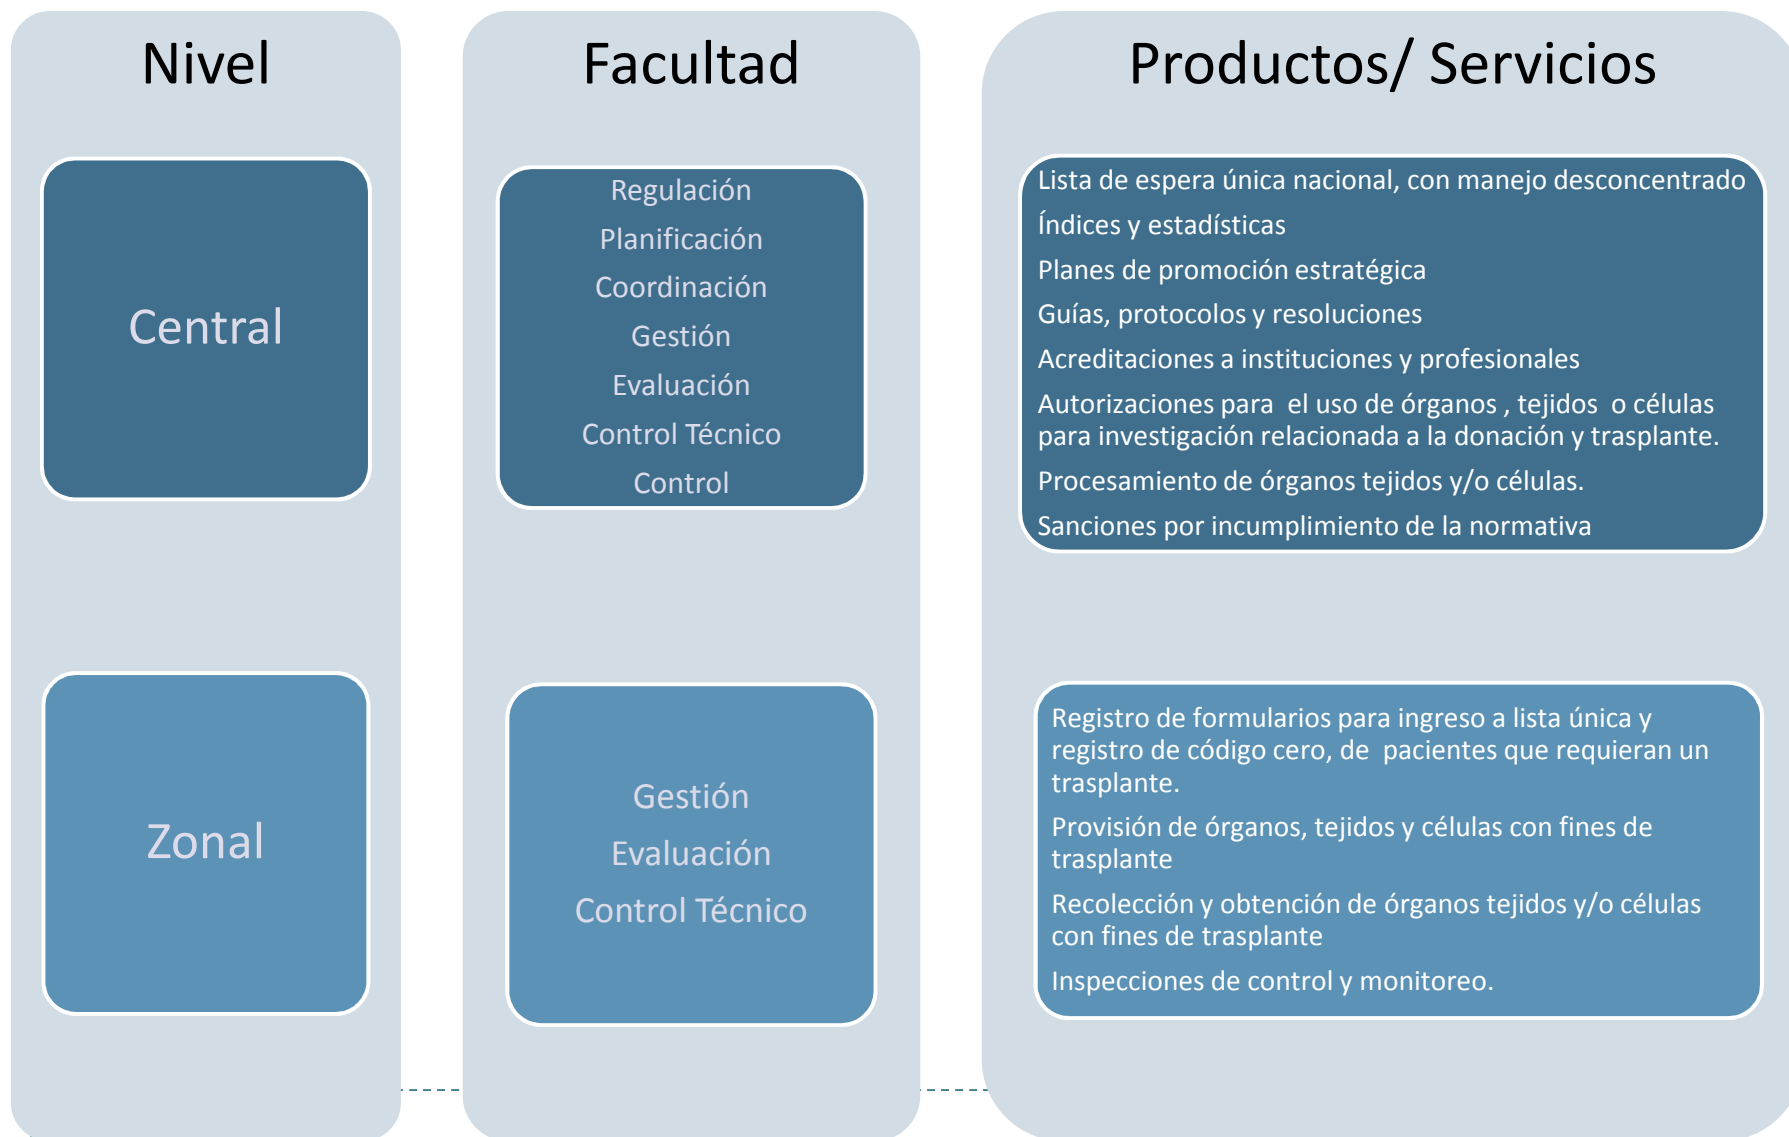 Nivel
Facultad
Productos/ Servicios
Central
Regulación
Planificación
Coordinación
Gestión
Evaluación
Control Técnico
Control
Lista de espera única nacional, con manejo desconcentrado
Índices y estadísticas
Planes de promoción estratégica
Guías, protocolos y resoluciones
Acreditaciones a instituciones y profesionales
Autorizaciones para  el uso de órganos , tejidos  o células
para investigación relacionada a la donación y trasplante.
Procesamiento de órganos tejidos y/o células.
Sanciones por incumplimiento de la normativa
Zonal
Gestión
Evaluación
Control Técnico
Registro de formularios para ingreso a lista única y
registro de código cero, de  pacientes que requieran un
trasplante.
Provisión de órganos, tejidos y células con fines de
trasplante
Recolección y obtención de órganos tejidos y/o células
con fines de trasplante
Inspecciones de control y monitoreo.